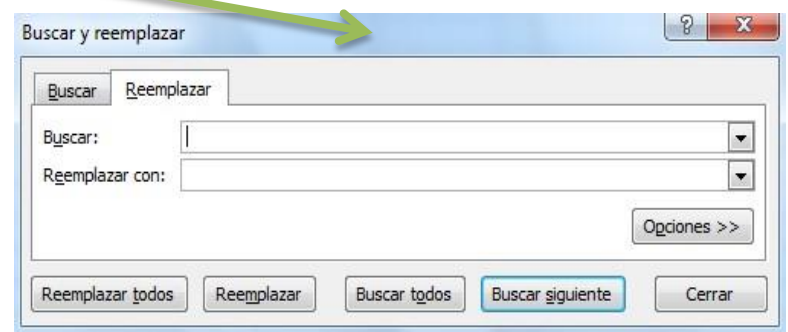 Buscar y reemplazar
Buscar Reemplazar
Buscar:
Reemplazar con:
Opciones >>
Reemplazar todos Reemplazar Buscar todos Buscar siguiente Cerrar